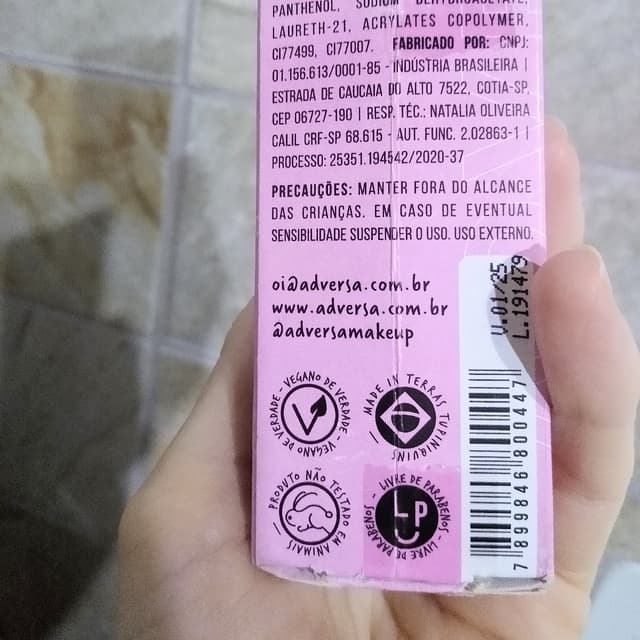 PANTHENOL, SODIUM DEHYDROACETATE,
LAURETH-21, ACRYLATES COPOLYMER,
CI77499, CI77007. FABRICADO POR: CNPJ:
01.156.613/0001-85 - INDÚSTRIA BRASILEIRA |
ESTRADA DE CAUCAIA DO ALTO 7522, COTIA-SP,
CEP 06727-190 | RESP. TÉC.: NATALIA OLIVEIRA
CALIL CRF-SP 68.615 - AUT. FUNC. 2.02863-1 |
PROCESSO: 25351.194542/2020-37
PRECAUÇÕES: MANTER FORA DO ALCANCE
DAS CRIANÇAS. EM CASO DE EVENTUAL
SENSIBILIDADE SUSPENDER O USO. USO EXTERNO.
oi@adversa.com.br
www.adversa.com.br
@adversamakeup
V.01/25
L.191479
VEGANO DE VERDADE - VEGANO DE VERDADE -
MADE IN TERRAS TUPINIQUINS -
PRODUTO NÃO TESTADO EM ANIMAIS -
LIVRE DE PARABENOS - LIVRE DE PARABENOS -
LP
7 899846 800447